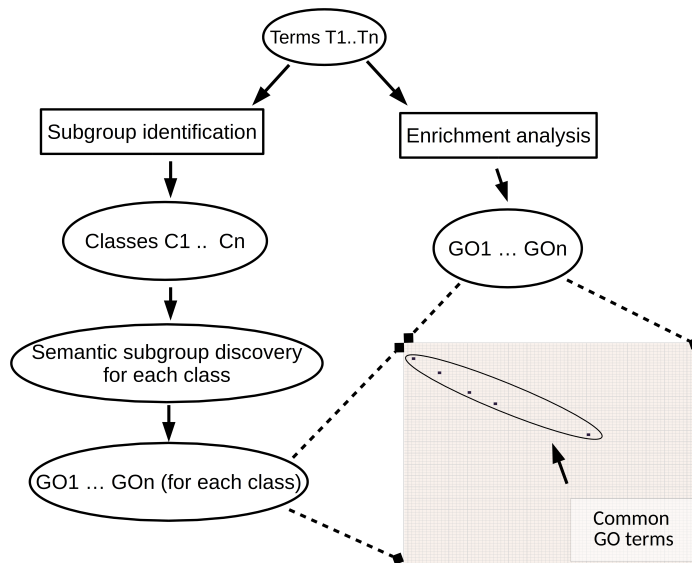 Terms T1..Tn
Subgroup identification
Enrichment analysis
Classes C1 .. Cn
GO1 … GOn
Semantic subgroup discovery
for each class
GO1 … GOn (for each class)
Common
GO terms